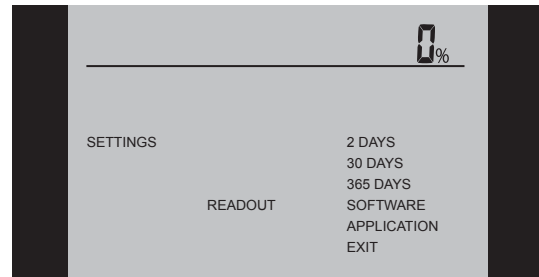 0%
SETTINGS 2 DAYS
30 DAYS
365 DAYS
READOUT SOFTWARE
APPLICATION
EXIT